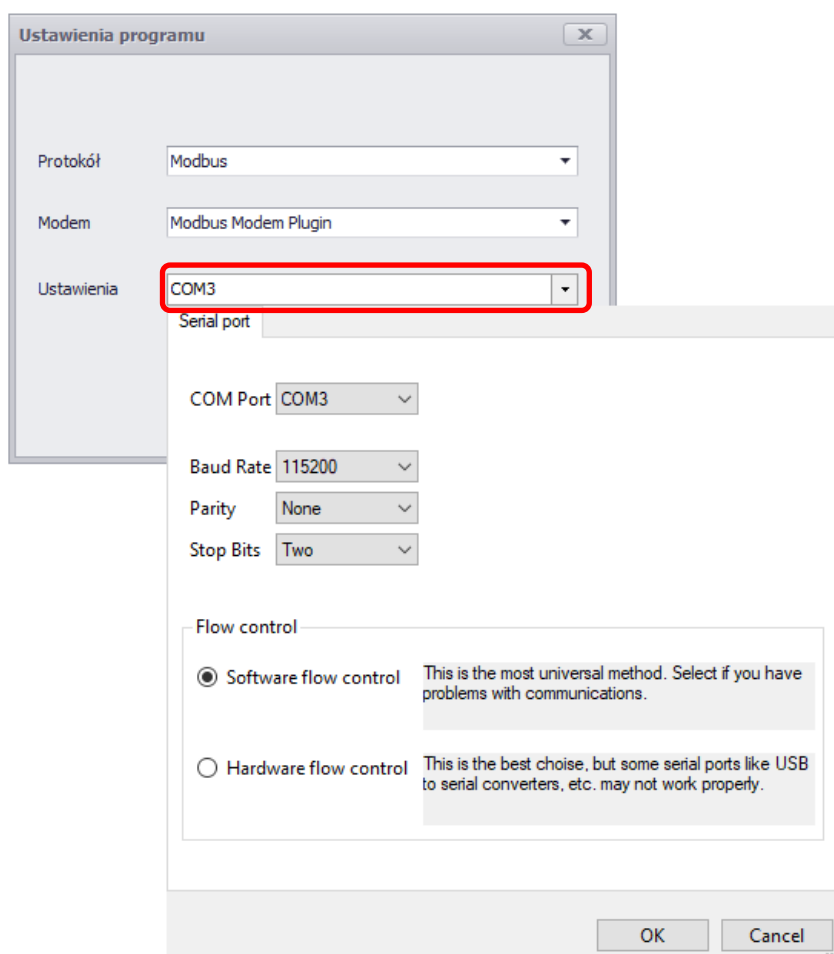 Ustawienia programu
Protokół Modbus
Modem Modbus Modem Plugin
Ustawienia COM3
Serial port
COM Port COM3
Baud Rate 115200
Parity None
Stop Bits Two
Flow control
Software flow control
This is the most universal method. Select if you have
problems with communications.
Hardware flow control
This is the best choise, but some serial ports like USB
to serial converters, etc. may not work properly.
OK Cancel